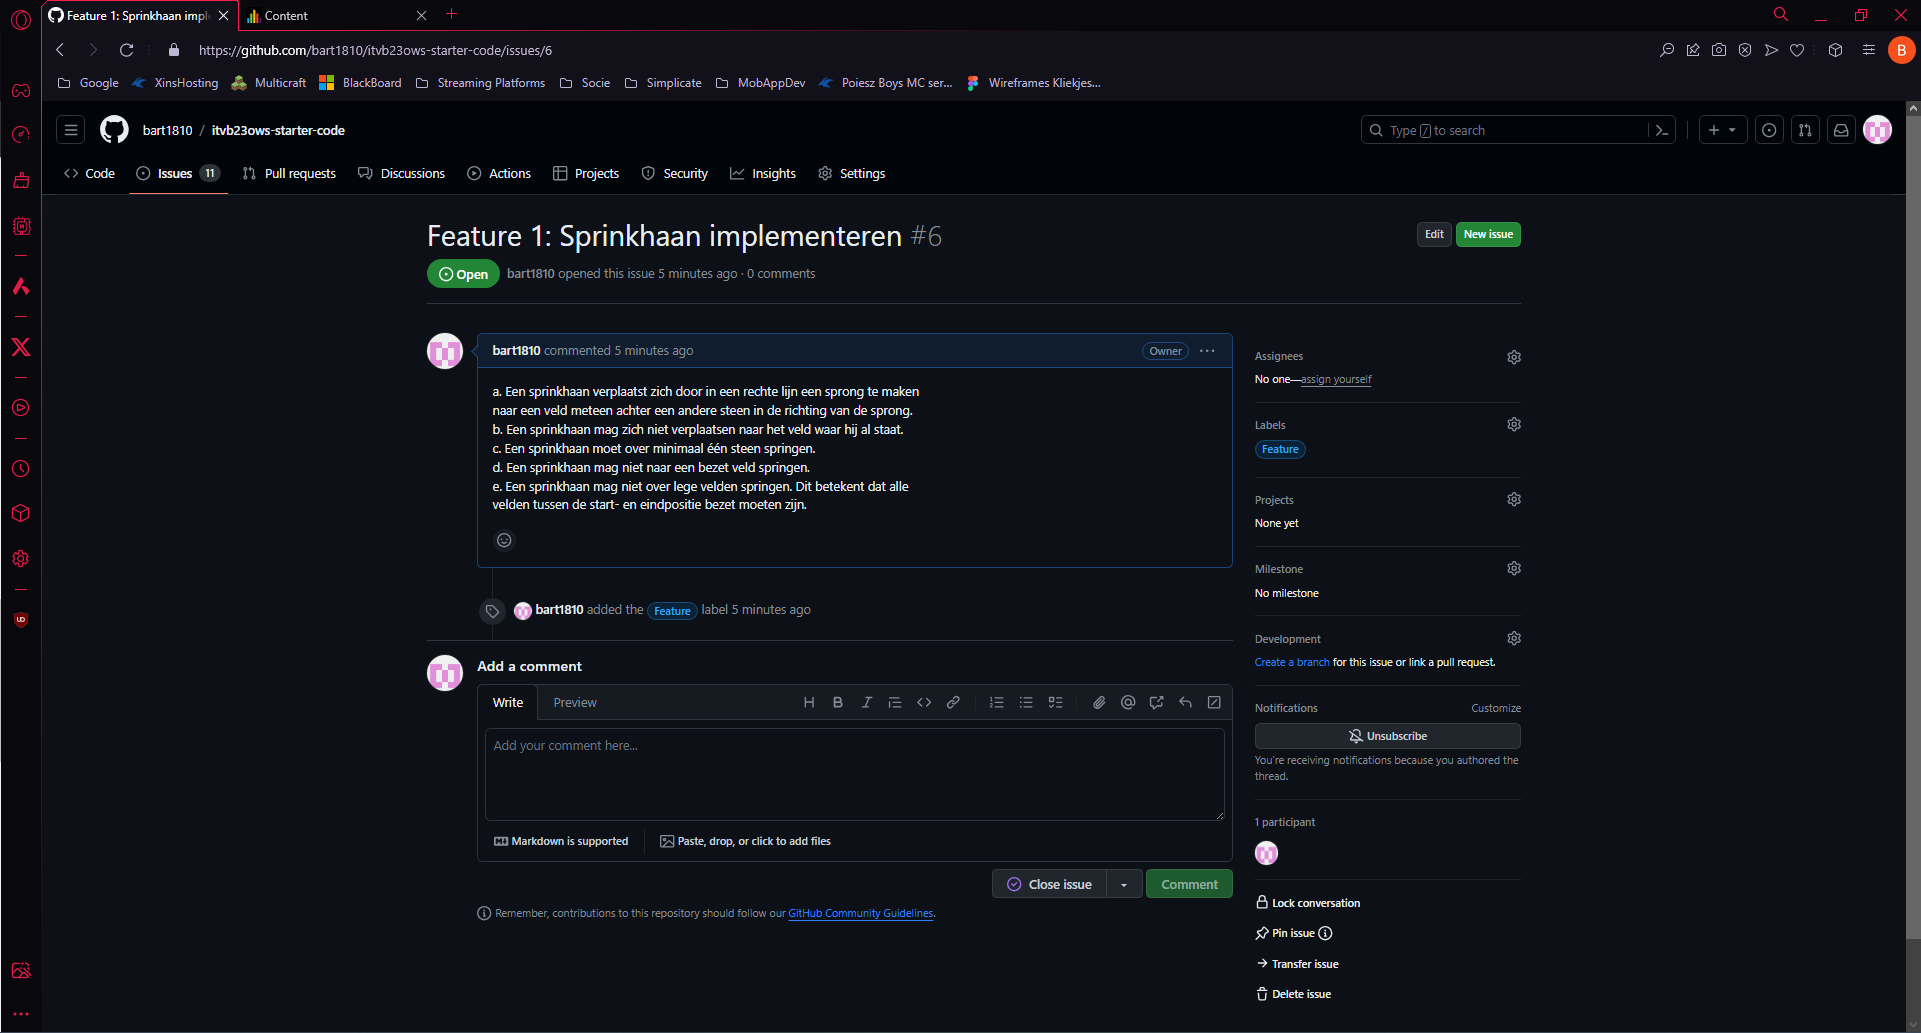 Feature 1: Sprinkhaan impl
Content
https://github.com/bart1810/itvb23ows-starter-code/issues/6
B
Google
XinsHosting
Multicraft
BlackBoard
Streaming Platforms
Socie
Simplicate
MobAppDev
Poiesz Boys MC ser...
Wireframes Kliekjes...
bart1810 / itvb23ows-starter-code
Type / to search
Code
Issues 11
Pull requests
Discussions
Actions
Projects
Security
Insights
Settings
Feature 1: Sprinkhaan implementeren #6
Edit
New issue
Open
bart1810 opened this issue 5 minutes ago · 0 comments
bart1810 commented 5 minutes ago
Owner
a. Een sprinkhaan verplaatst zich door in een rechte lijn een sprong te maken
naar een veld meteen achter een andere steen in de richting van de sprong.
b. Een sprinkhaan mag zich niet verplaatsen naar het veld waar hij al staat.
c. Een sprinkhaan moet over minimaal één steen springen.
d. Een sprinkhaan mag niet naar een bezet veld springen.
e. Een sprinkhaan mag niet over lege velden springen. Dit betekent dat alle
velden tussen de start- en eindpositie bezet moeten zijn.
bart1810 added the Feature label 5 minutes ago
Add a comment
Write
Preview
Add your comment here...
Markdown is supported
Paste, drop, or click to add files
Close issue
Comment
Remember, contributions to this repository should follow our GitHub Community Guidelines.
Assignees
No one—assign yourself
Labels
Feature
Projects
None yet
Milestone
No milestone
Development
Create a branch for this issue or link a pull request.
Notifications
Customize
Unsubscribe
You're receiving notifications because you authored the
thread.
1 participant
Lock conversation
Pin issue
Transfer issue
Delete issue